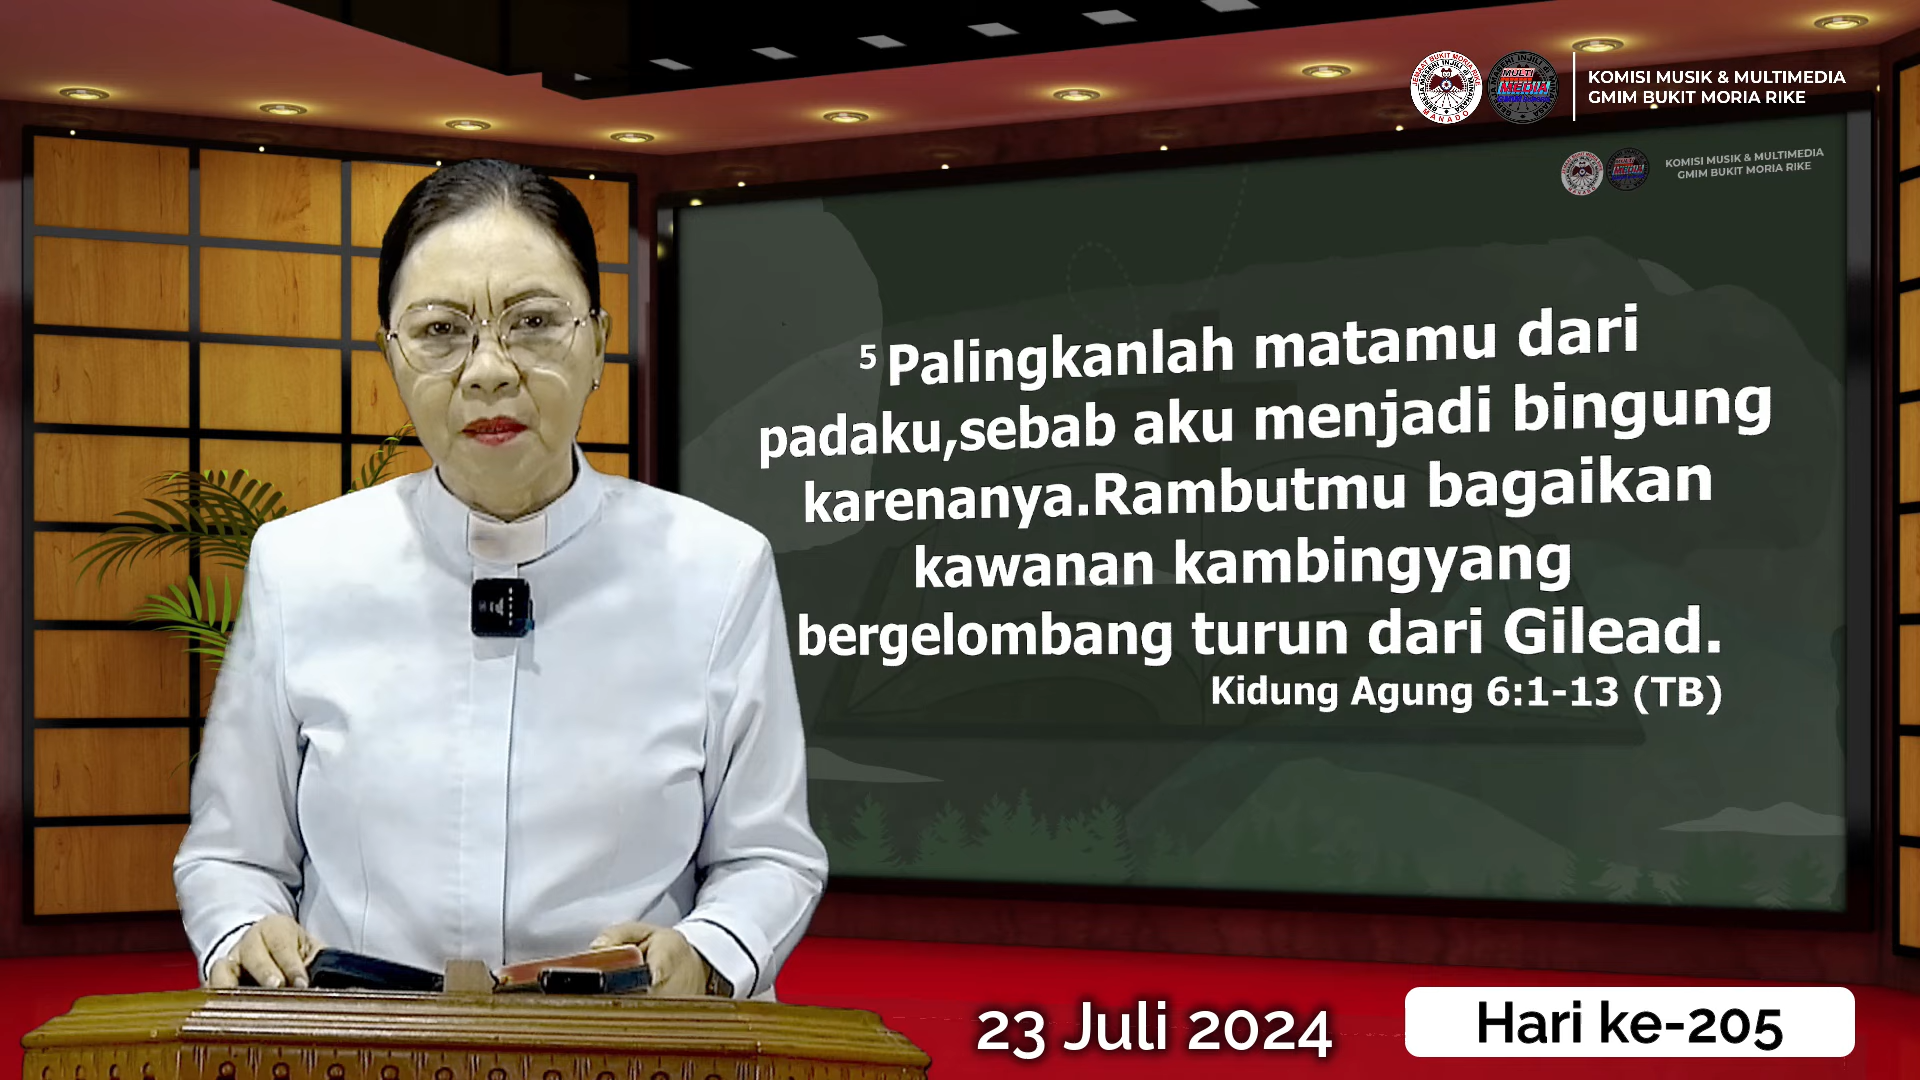 KOMISI MUSIK & MULTIMEDIA
GMIM BUKIT MORIA RIKE
KOMISI MUSIK & MULTIMEDIA
GMIM BUKIT MORIA RIKE
MULTI
MEDIA
5 Palingkanlah matamu dari
padaku,sebab aku menjadi bingung
karenanya.Rambutmu bagaikan
kawanan kambingyang
bergelombang turun dari Gilead.
Kidung Agung 6:1-13 (TB)
23 Juli 2024
Hari ke-205